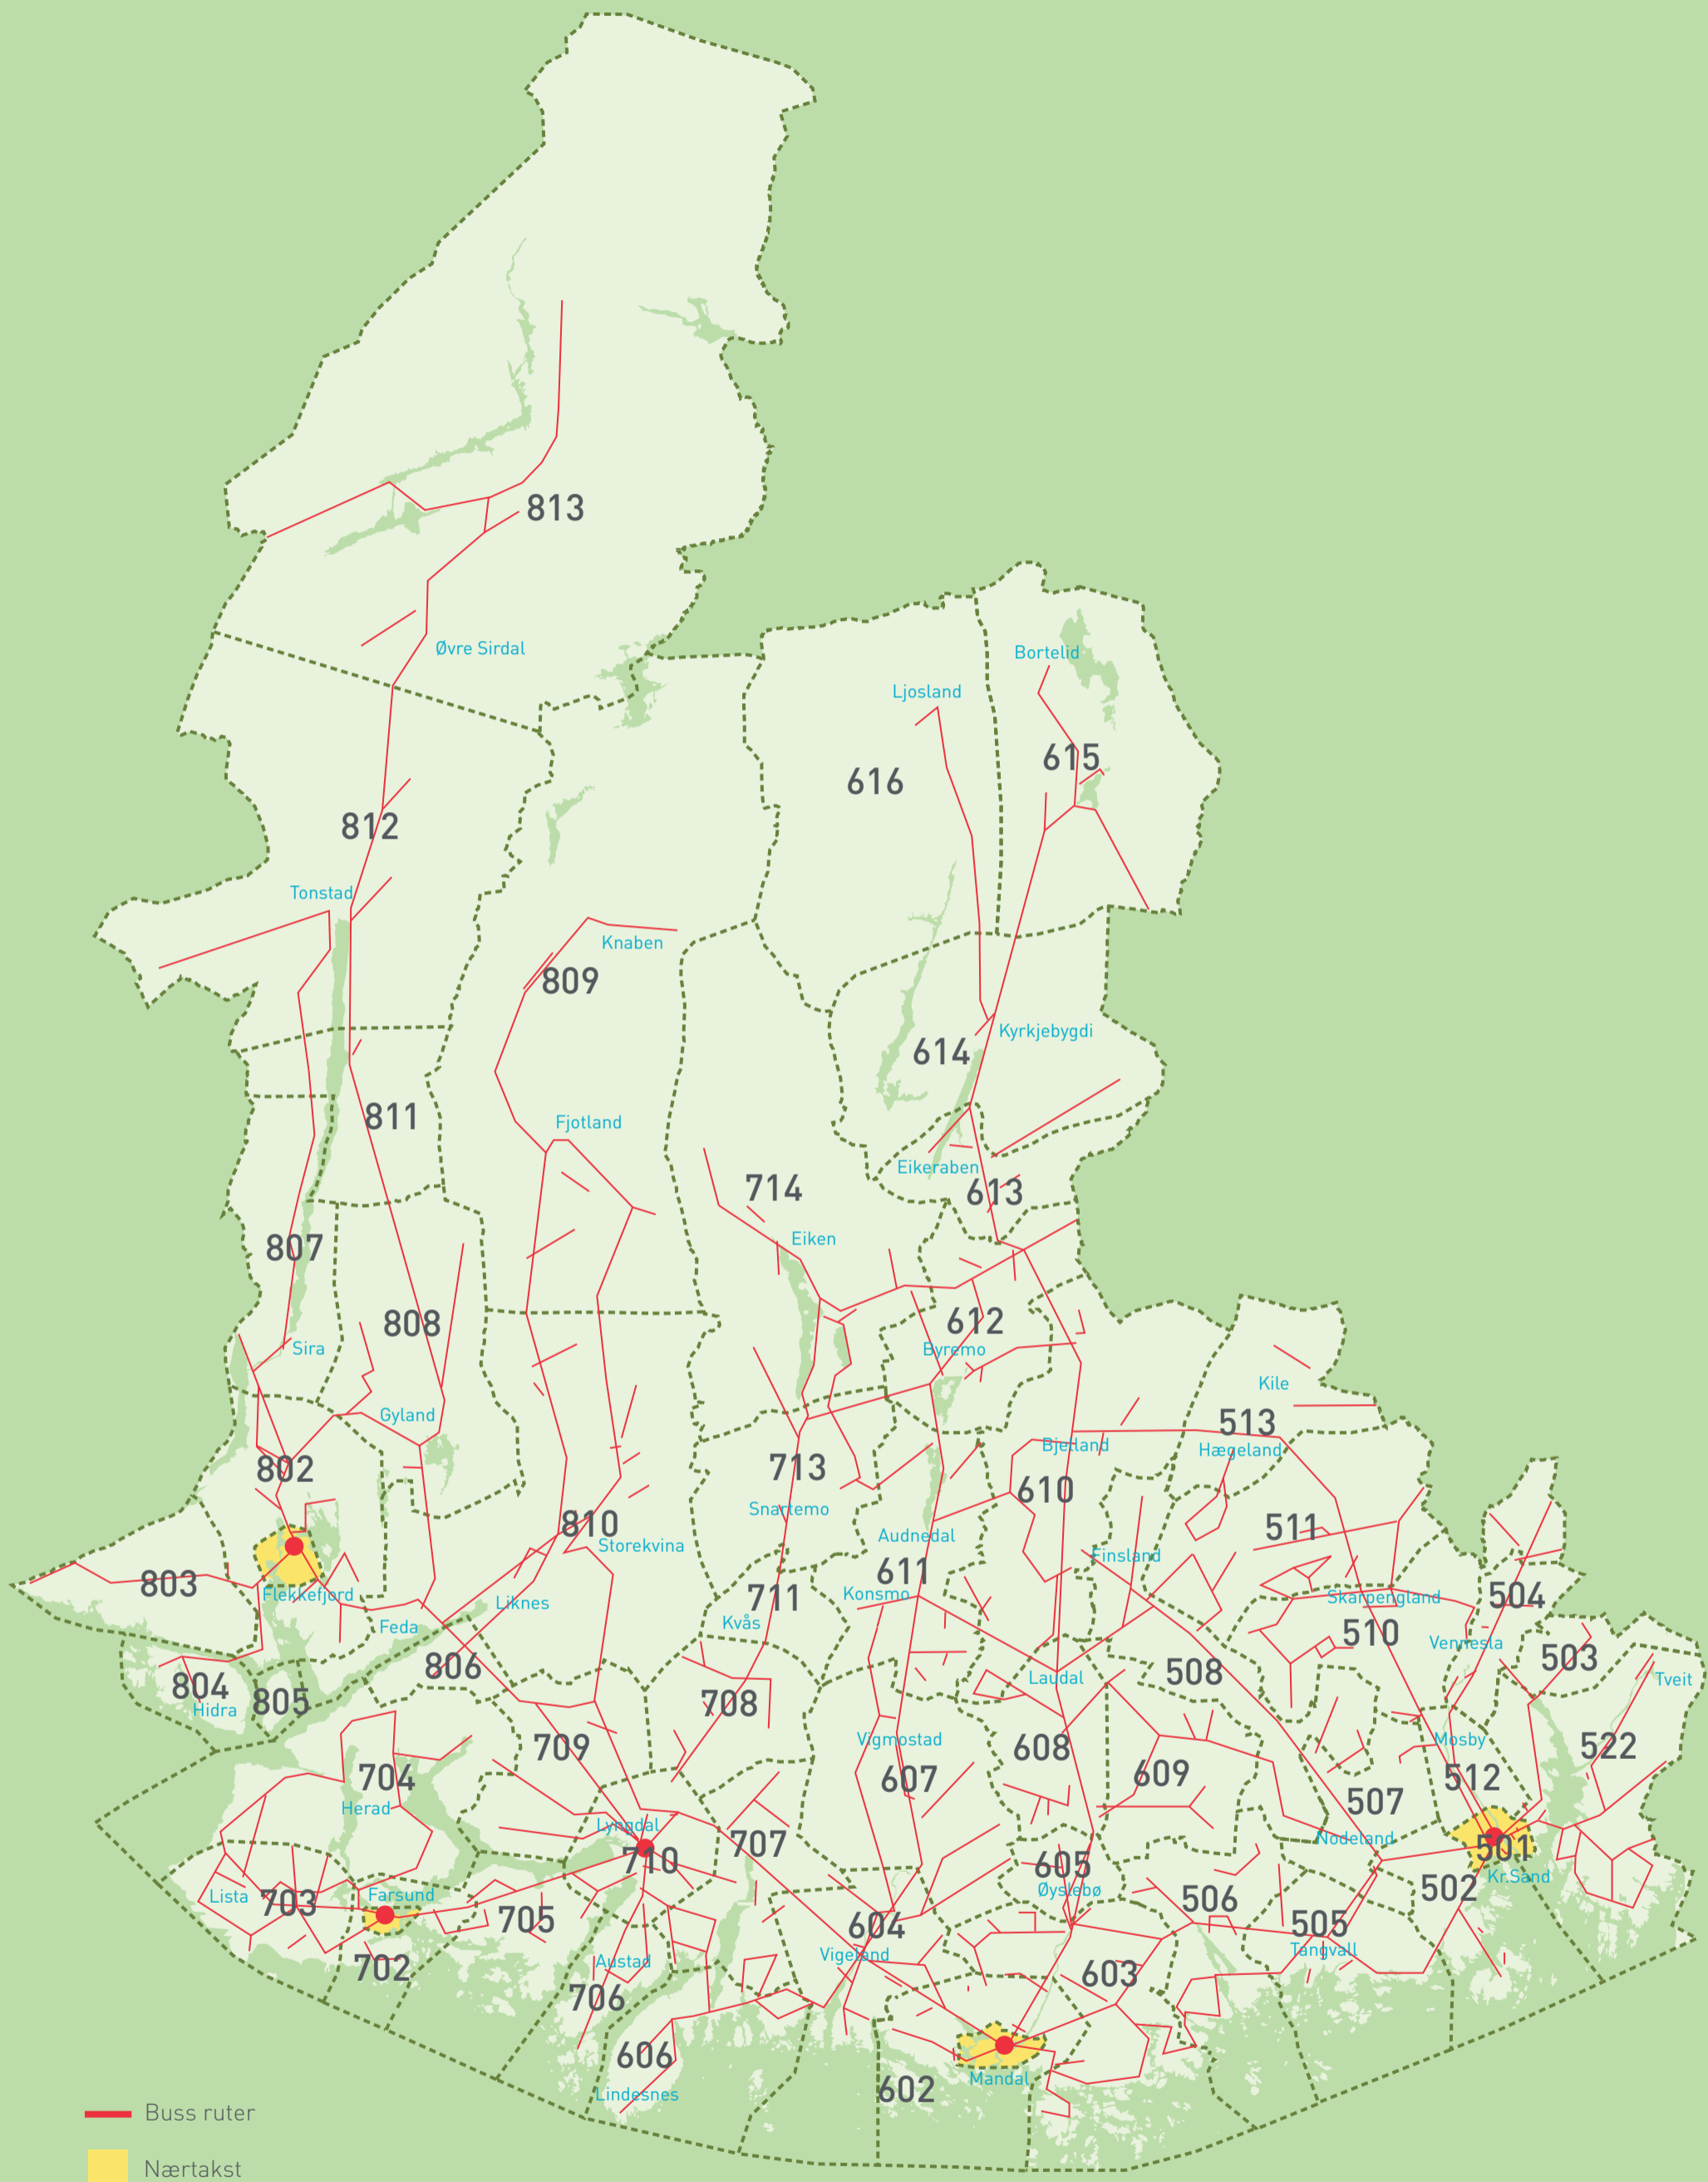 813
Øvre Sirdal
Bortelid
Ljosland
615
616
812
Tonstad
Knaben
809
Kyrkjebygdi
614
811
Fjotland
Eikeraben
714
613
Eiken
807
808
612
Sira
Byremo
Kile
Gyland
513
Bjelland
Hægeland
802
713
610
Snartemo
810
511
Storekvina
Audnedal
Finsland
803
611
Flekkefjord
Konsmo
711
Skarpengland
504
Liknes
Kvås
Feda
510
Vennesla
503
806
Laudal
508
Tveit
804
805
708
Hidra
Vigmostad
Mosby
709
608
522
704
607
609
512
Herad
507
Lyngdal
Nodeland
707
501
710
605
Kr.Sand
Lista
Farsund
Øyslebø
502
703
506
705
604
505
Tangvall
Vigeland
702
Austad
603
706
606
Mandal
602
Lindesnes
Buss ruter
Nærtakst